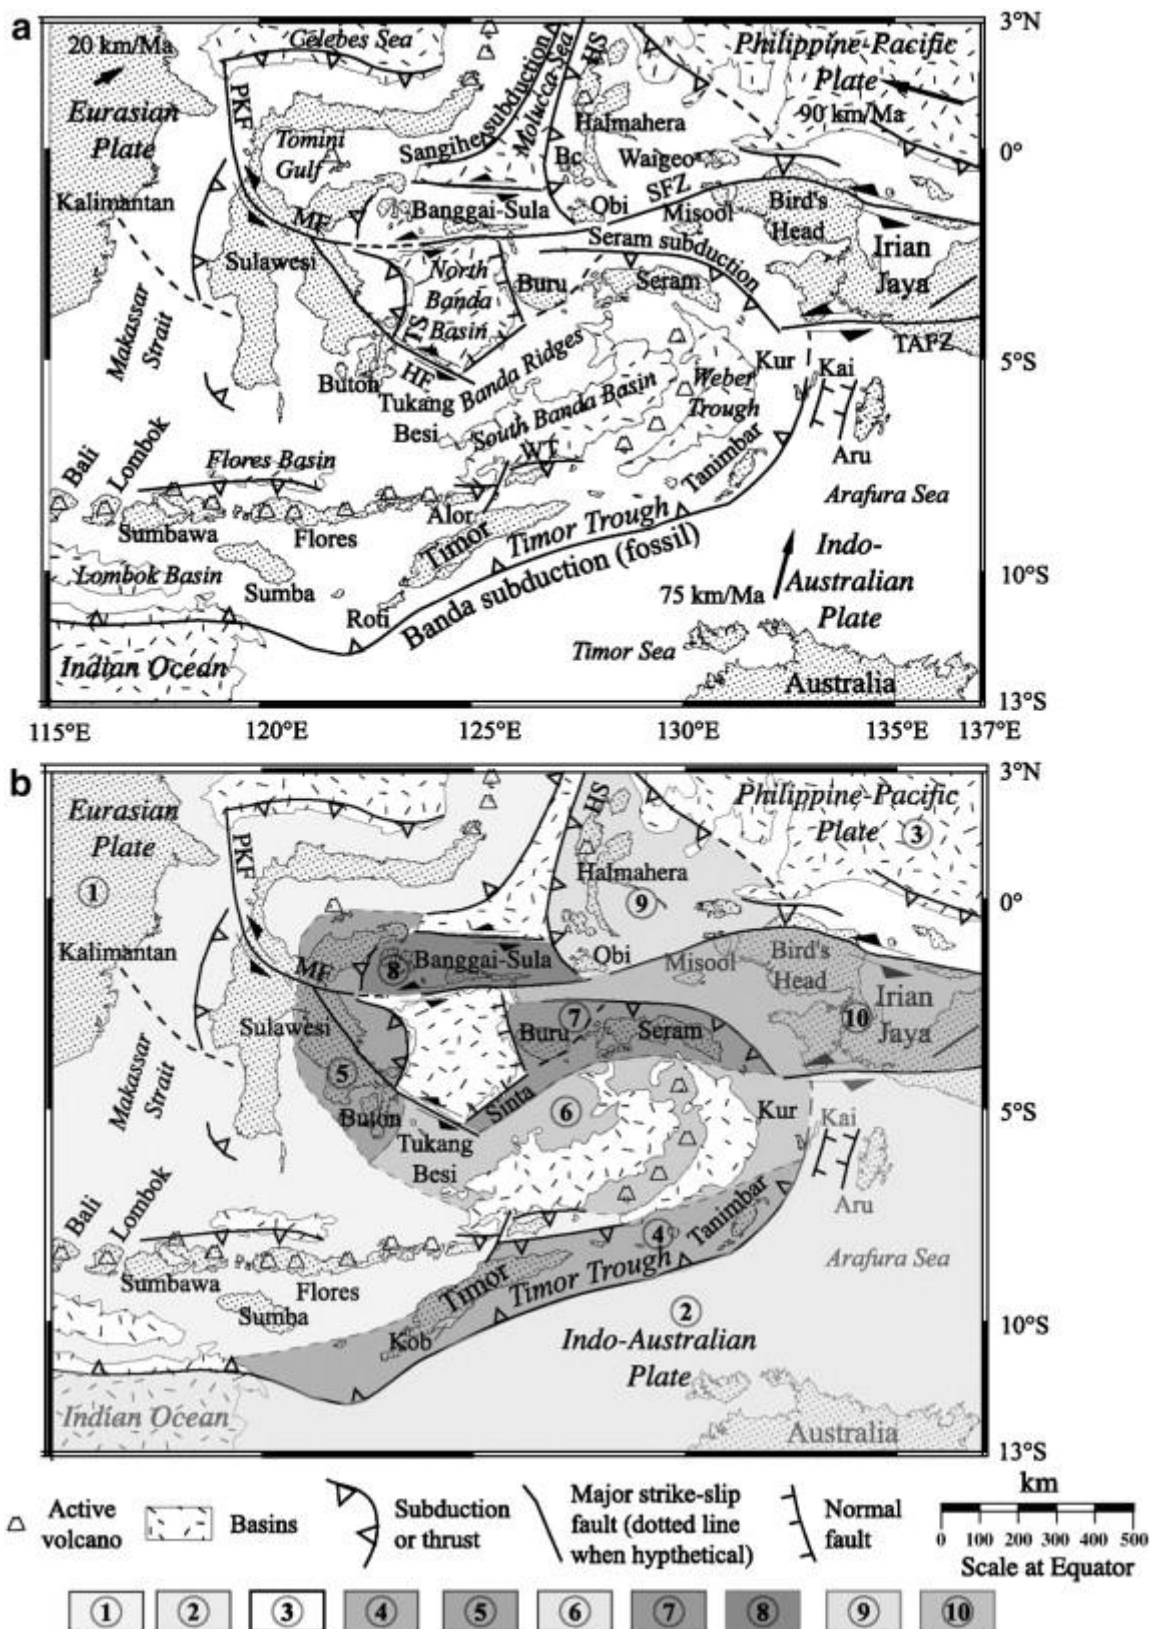 a
3°N
20 km/Ma
Celebes Sea
Philippine-Pacific
Plate
Eurasian
Plate
PKF
Sangihe subduction
Molucca Sea
HS
90 km/Ma
Halmahera
Tomini
Gulf
Bc
Waigeo
0°
SFZ
Kalimantan
MF
Banggai-Sula
Obi
Misool
Bird's
Head
Seram subduction
Irian
Jaya
Sulawesi
North
Banda
Basin
Buru
Seram
Makassar
Strait
TS
HF
TAFZ
Buton
Banda Ridges
Kur
Kai
5°S
Tukang
Besi
South Banda Basin
Weber
Trough
WT
Tanimbar
Aru
Bali
Lombok
Flores Basin
Arafura Sea
Alor
Sumbawa
Flores
Timor
Timor Trough
Banda subduction (fossil)
Indo-
Australian
Plate
Lombok Basin
Sumba
10°S
75 km/Ma
Roti
Timor Sea
Indian Ocean
Australia
13°S
115°E
120°E
125°E
130°E
135°E
137°E
b
3°N
Eurasian
Plate
Philippine-Pacific
Plate
3
PKF
HS
Halmahera
1
9
0°
Kalimantan
MF
8
Banggai-Sula
Obi
Misool
Bird's
Head
Irian
Jaya
10
Sulawesi
Buru
7
Seram
Makassar
Strait
5
Buton
Sinta
6
Kur
Kai
5°S
Tukang
Besi
Aru
Bali
Lombok
Tanimbar
4
Arafura Sea
Sumbawa
Flores
Timor
Timor Trough
Sumba
2
10°S
Kob
Indo-Australian
Plate
Indian Ocean
Australia
13°S
Active
volcano
Basins
Subduction
or thrust
Major strike-slip
fault (dotted line
when hypthetical)
Normal
fault
km
0 100 200 300 400 500
Scale at Equator
1 2 3 4 5 6 7 8 9 10